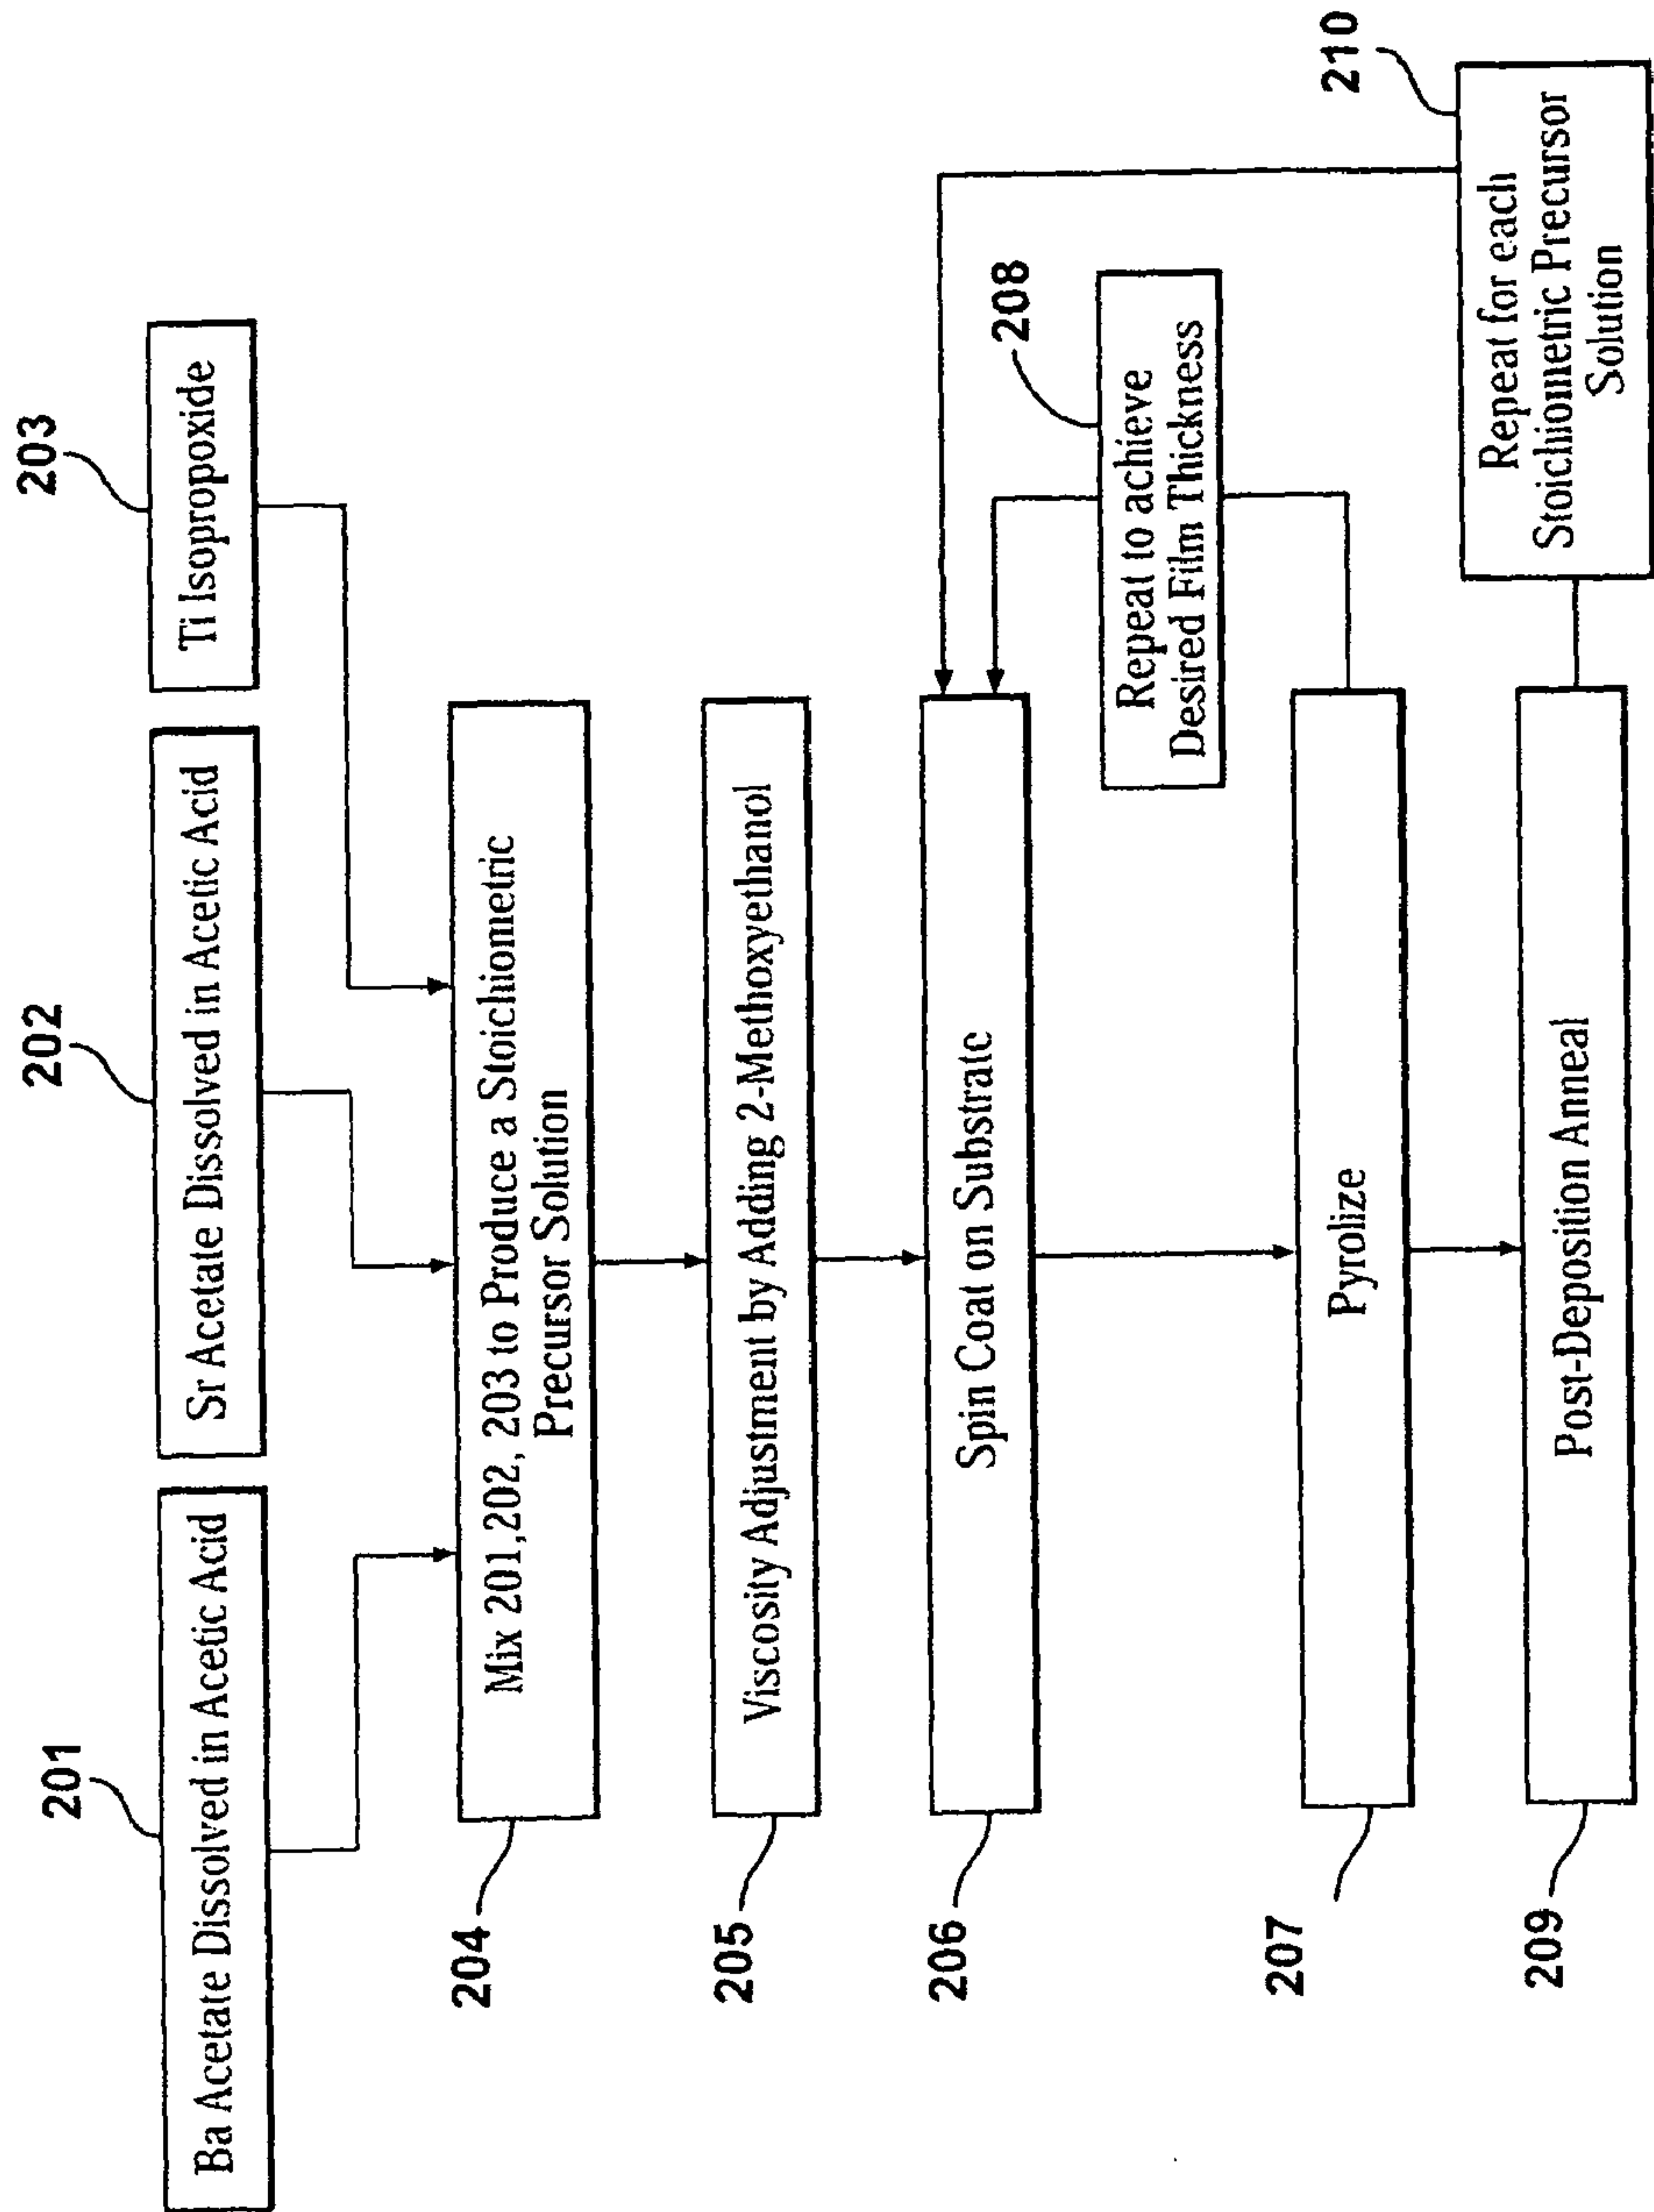 201
Ba Acetate Dissolved in Acetic Acid
202
Sr Acetate Dissolved in Acetic Acid
203
Ti Isopropoxide
204
Mix 201,202, 203 to Produce a Stoichiometric
Precursor Solution
205
Viscosity Adjustment by Adding 2-Methoxyethanol
206
Spin Coat on Substrate
208
Repeat to achieve
Desired Film Thickness
207
Pyrolize
209
Post-Deposition Anneal
210
Repeat for each
Stoichiometric Precursor
Solution